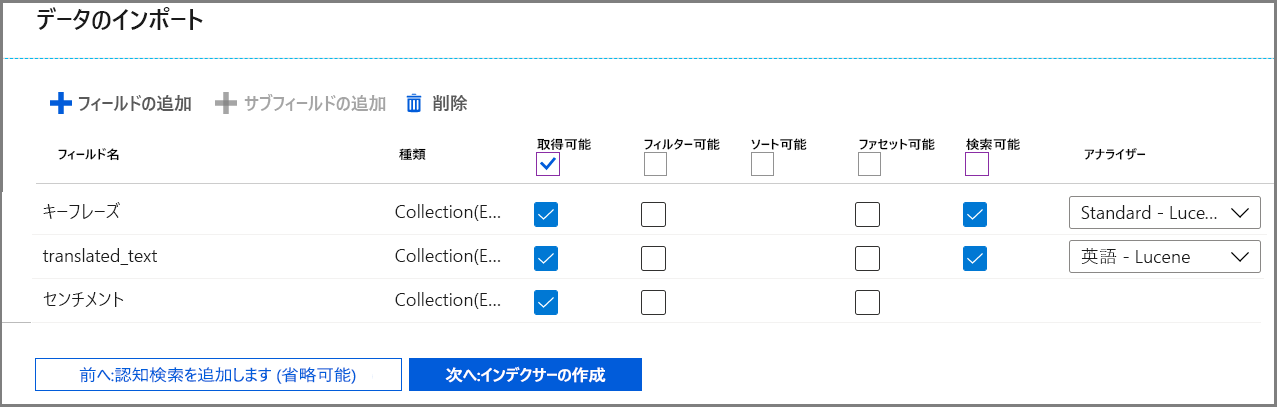 データのインポート
フィールドの追加 サブフィールドの追加 削除
フィールド名 種類 取得可能 フィルター可能 ソート可能 ファセット可能 検索可能 アナライザー
キーフレーズ Collection(E... Standard - Luce...
translated_text Collection(E... 英語 - Lucene
センチメント Collection(E...
前へ:認知検索を追加します (省略可能) 次へ:インデクサーの作成